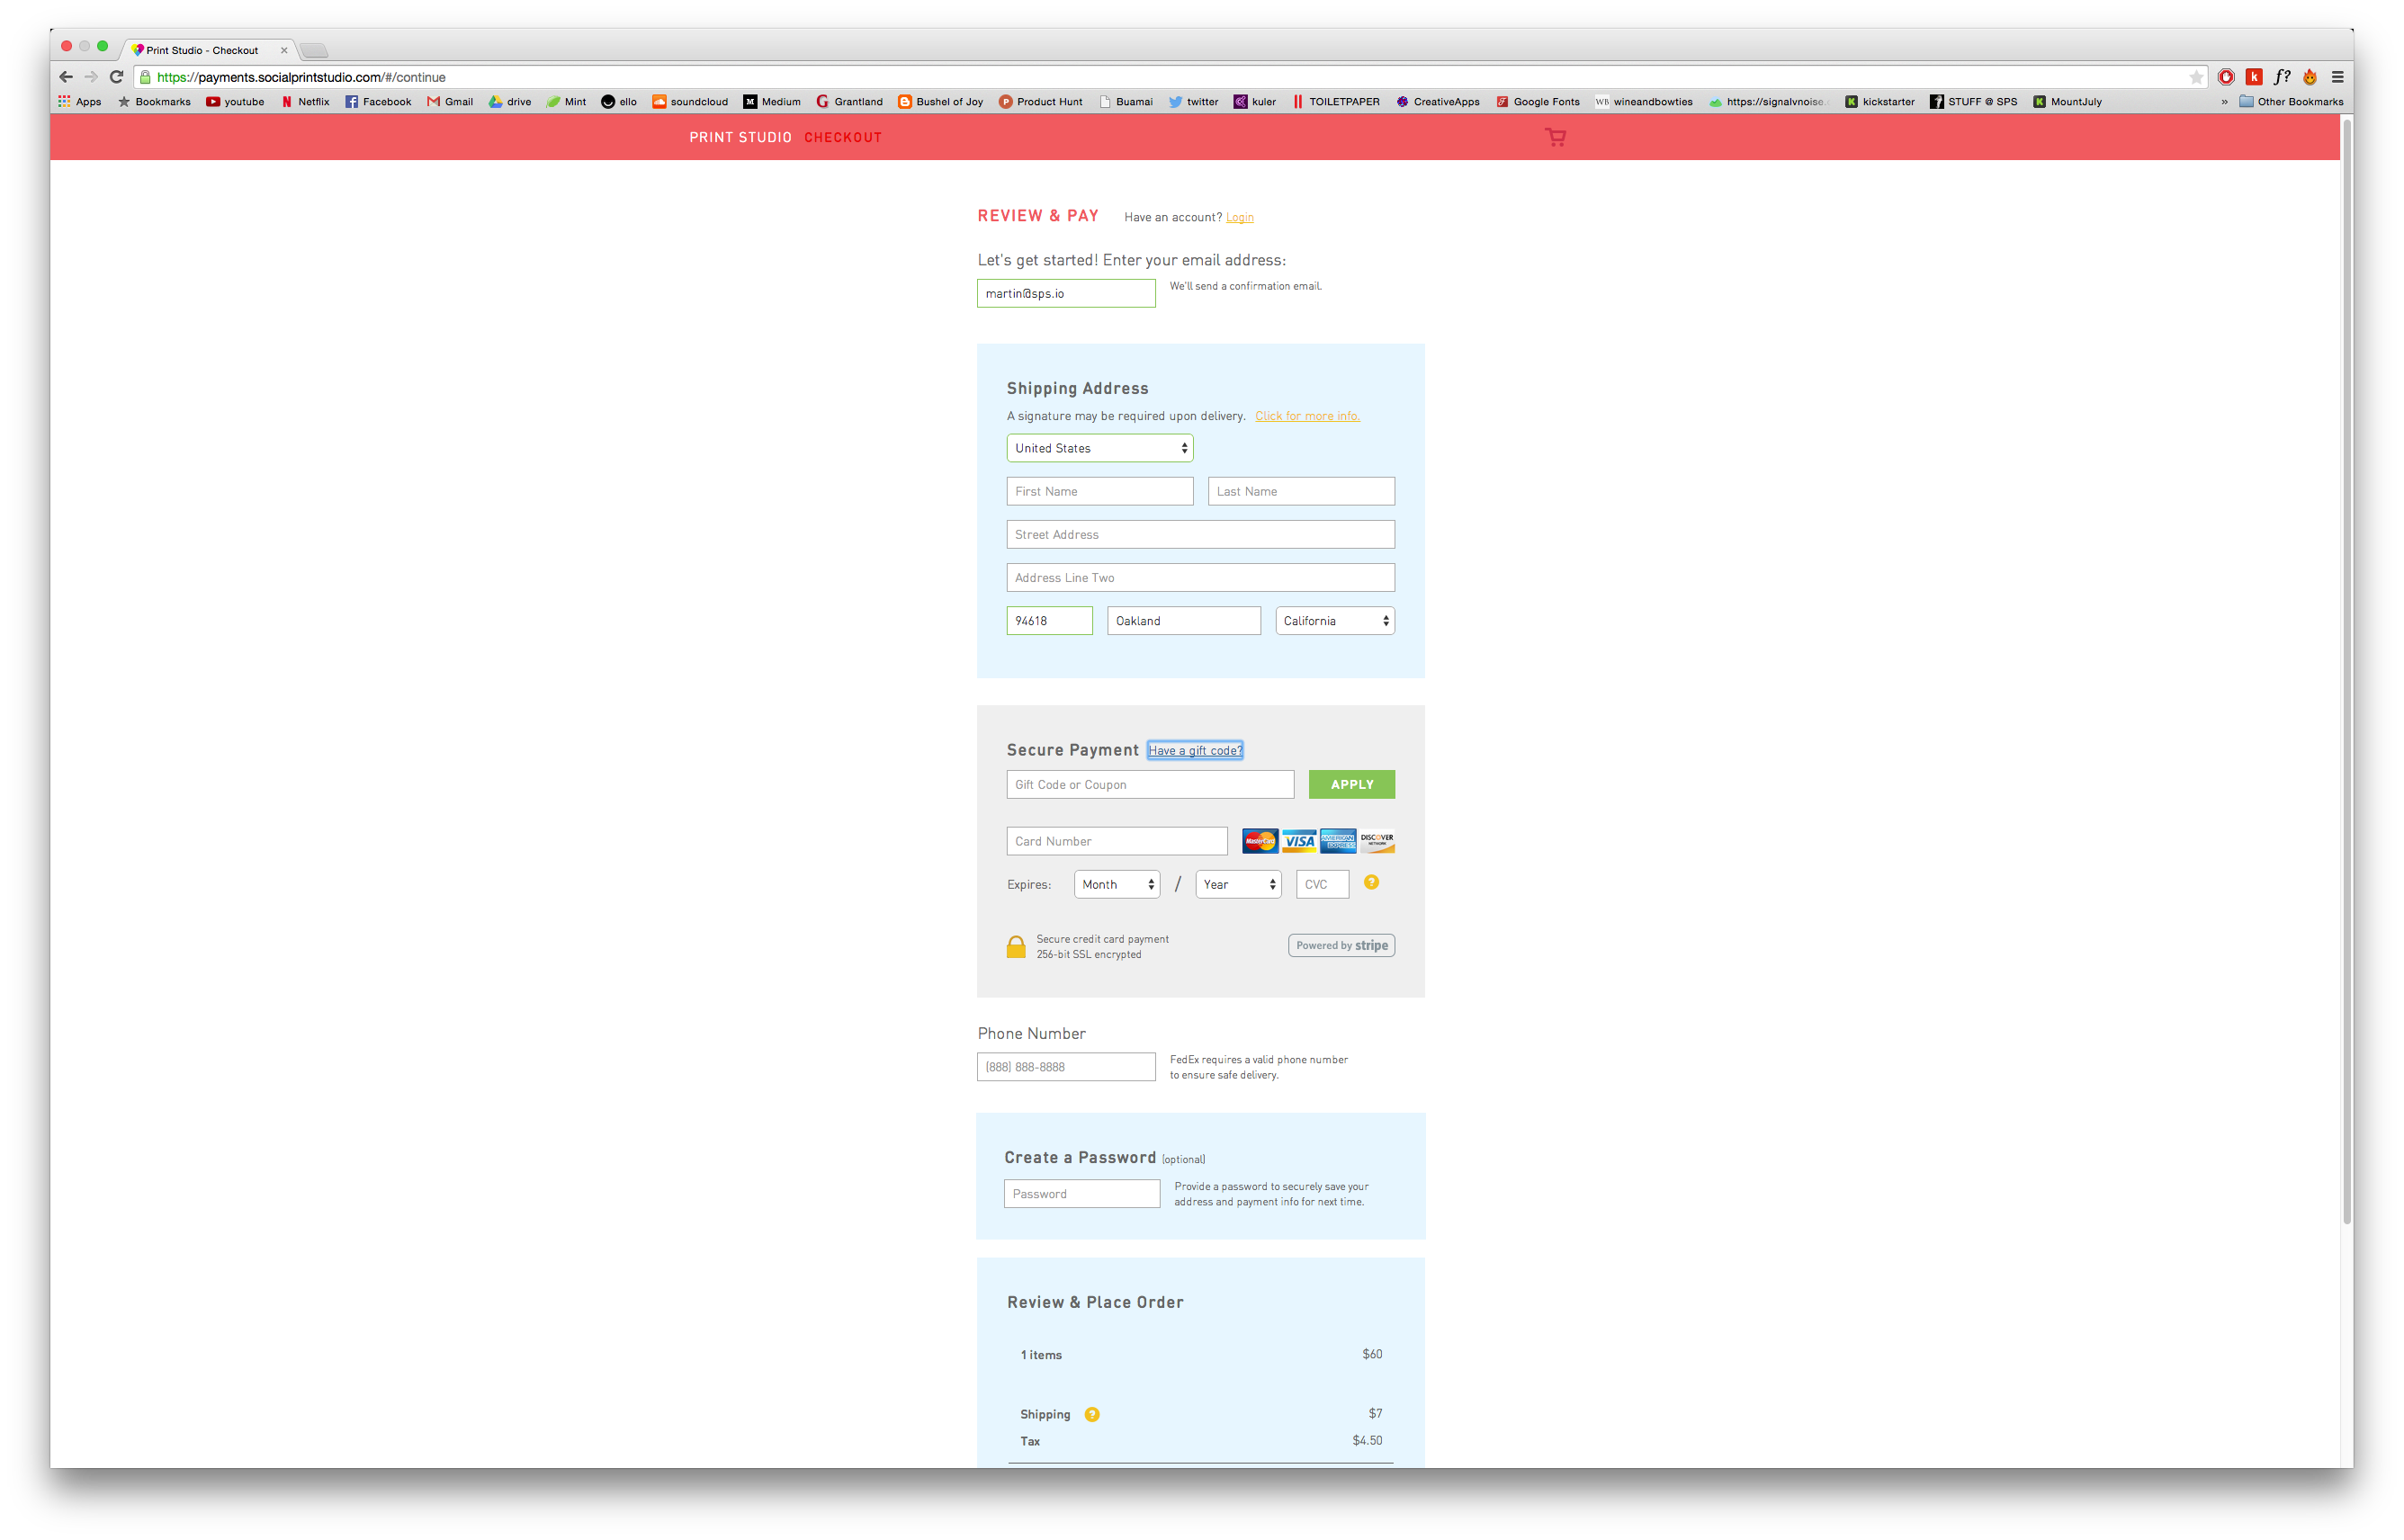 Print Studio - Checkout
https://payments.socialprintstudio.com/#/continue
Apps Bookmarks youtube Netflix Facebook Gmail drive Mint ello soundcloud Medium Grantland Bushel of Joy Product Hunt Buamai twitter kuler TOILETPAPER CreativeApps Google Fonts wineandbowties https://signalvnoise. kickstarter STUFF @ SPS MountJuly » Other Bookmarks
PRINT STUDIO CHECKOUT
REVIEW & PAY Have an account? Login
Let's get started! Enter your email address:
martin@sps.io We'll send a confirmation email.
Shipping Address
A signature may be required upon delivery. Click for more info.
United States
First Name Last Name
Street Address
Address Line Two
94618 Oakland California
Secure Payment Have a gift code?
Gift Code or Coupon APPLY
Card Number MasterCard VISA AMERICAN EXPRESS DISCOVER NETWORK
Expires: Month / Year CVC ?
Secure credit card payment
256-bit SSL encrypted
Powered by stripe
Phone Number
(888) 888-8888
FedEx requires a valid phone number
to ensure safe delivery.
Create a Password (optional)
Password
Provide a password to securely save your
address and payment info for next time.
Review & Place Order
1 items $60
Shipping ? $7
Tax $4.50